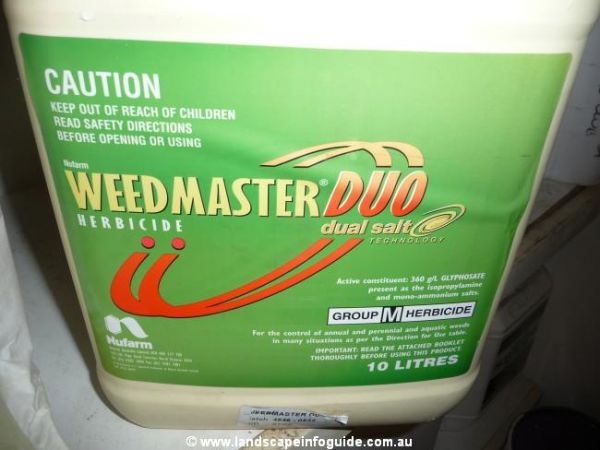 CAUTION
KEEP OUT OF REACH OF CHILDREN
READ SAFETY DIRECTIONS
BEFORE OPENING OR USING
Nufarm
WEEDMASTER® DUO
HERBICIDE
dual salt
TECHNOLOGY
Active constituent: 360 g/L GLYPHOSATE
present as the isopropylamine
and mono-ammonium salts.
GROUP M HERBICIDE
For the control of annual and perennial and aquatic weeds
in many situations as per the Direction for Use table.
IMPORTANT: READ THE ATTACHED BOOKLET
THOROUGHLY BEFORE USING THIS PRODUCT.
10 LITRES
Nufarm
WEEDMASTER DU
© www.landscapeinfoguide.com.au